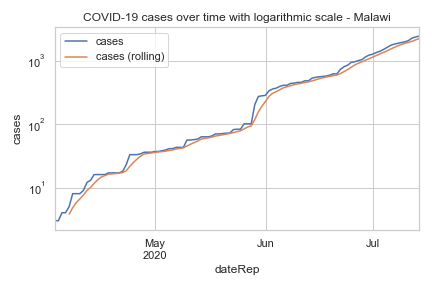 COVID-19 cases over time with logarithmic scale - Malawi
cases
cases (rolling)
10³
10²
10¹
cases
May
2020
Jun
Jul
dateRep